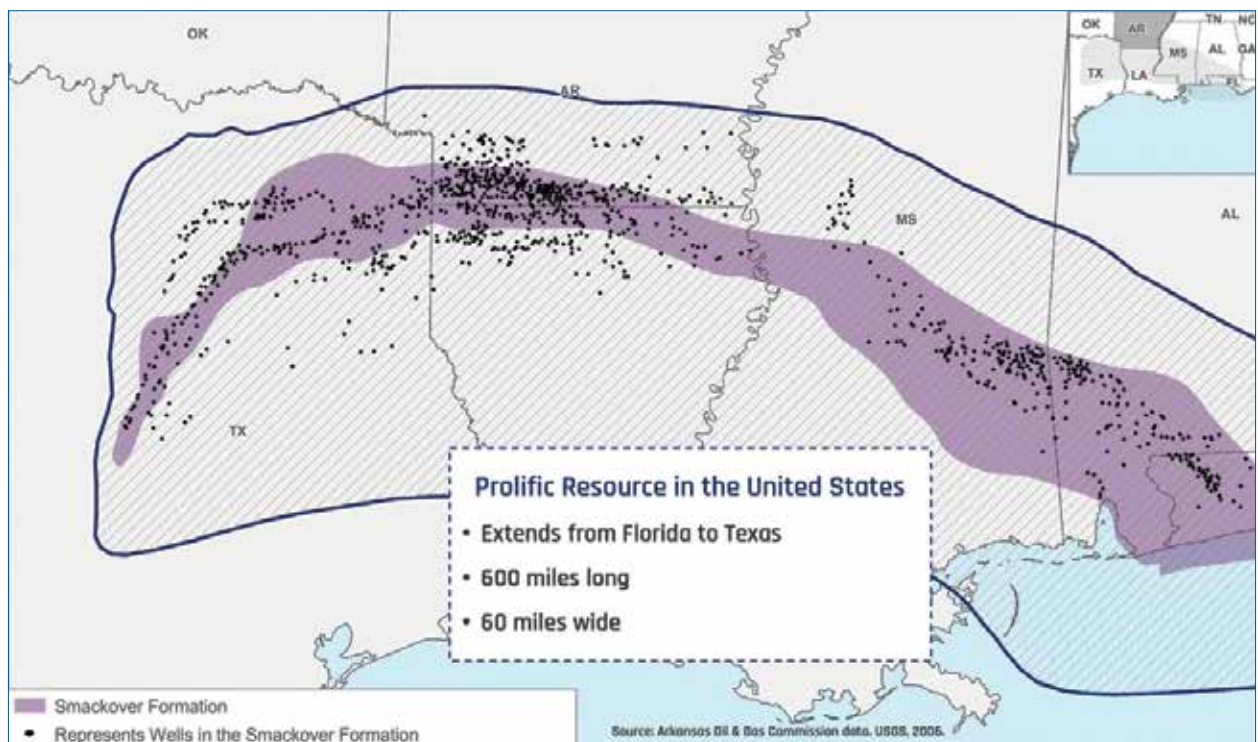 OK
AR
MS
AL
TX
OK
AR
TN
NC
MS
AL
GA
TX
LA
FL
Prolific Resource in the United States
• Extends from Florida to Texas
• 600 miles long
• 60 miles wide
Smackover Formation
Represents Wells in the Smackover Formation
Source: Arkansas Oil & Gas Commission data. USGS, 2006.